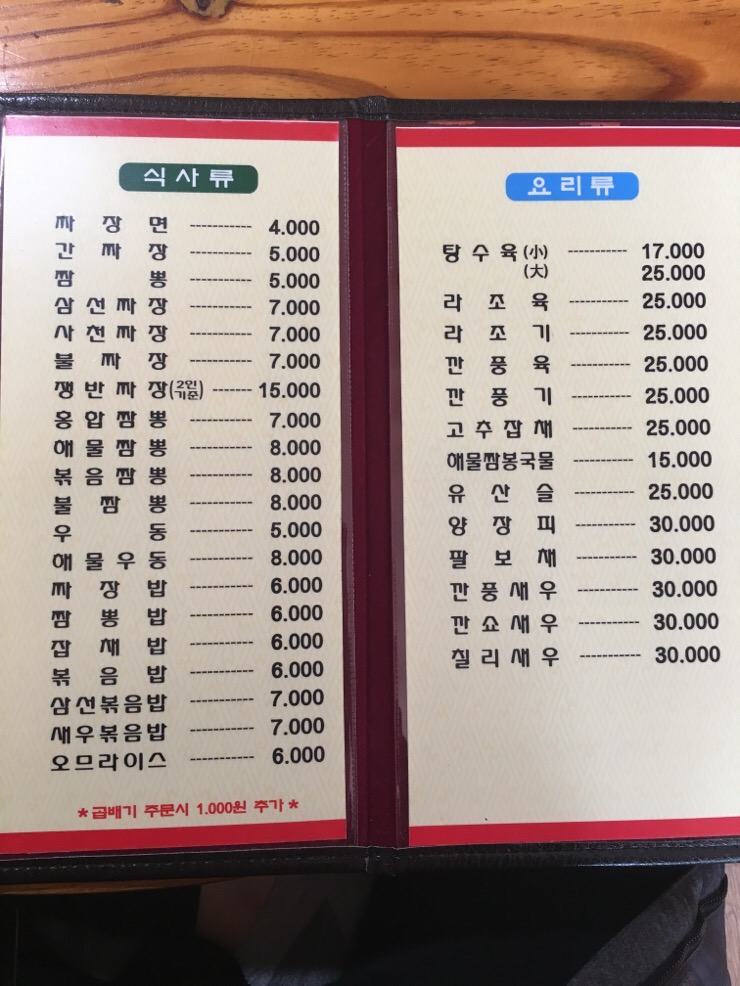 식사류
짜장면 ----------- 4.000
간짜장 ----------- 5.000
짬뽕 ----------- 5.000
삼선짜장 ----------- 7.000
사천짜장 ----------- 7.000
불짜장 ----------- 7.000
쟁반짜장(2인기준) ------- 15.000
홍합짬뽕 ----------- 7.000
해물짬뽕 ----------- 8.000
볶음짬뽕 ----------- 8.000
불짬뽕 ----------- 8.000
우동 ----------- 5.000
해물우동 ----------- 8.000
짜장밥 ----------- 6.000
짬뽕밥 ----------- 6.000
잡채밥 ----------- 6.000
볶음밥 ----------- 6.000
삼선볶음밥 ----------- 7.000
새우볶음밥 ----------- 7.000
오므라이스 ----------- 6.000
*곱배기 주문시 1.000원 추가*
요리류
탕수육(小) ----------- 17.000
(大) 25.000
라조육 ----------- 25.000
라조기 ----------- 25.000
깐풍육 ----------- 25.000
깐풍기 ----------- 25.000
고추잡채 ----------- 25.000
해물짬봉국물 ----------- 15.000
유산슬 ----------- 25.000
양장피 ----------- 30.000
팔보채 ----------- 30.000
깐풍새우 ----------- 30.000
깐쇼새우 ----------- 30.000
칠리새우 ----------- 30.000